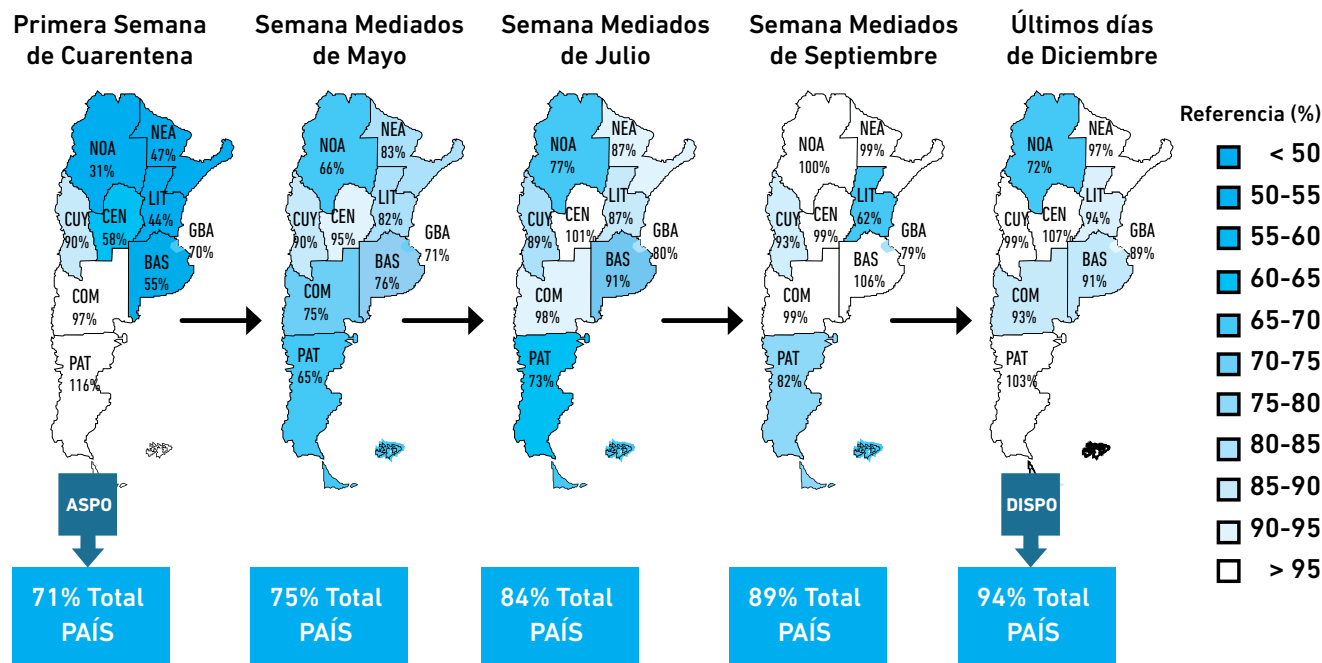 Primera Semana
de Cuarentena
Semana Mediados
de Mayo
Semana Mediados
de Julio
Semana Mediados
de Septiembre
Últimos días
de Diciembre
NOA
31%
NEA
47%
CUY
90%
CEN
58%
LIT
44%
GBA
70%
BAS
55%
COM
97%
PAT
116%
NOA
66%
NEA
83%
CUY
90%
CEN
95%
LIT
82%
GBA
71%
BAS
76%
COM
75%
PAT
65%
NOA
77%
NEA
87%
CUY
89%
CEN
101%
LIT
87%
GBA
80%
BAS
91%
COM
98%
PAT
73%
NOA
100%
NEA
99%
CUY
93%
CEN
99%
LIT
62%
GBA
79%
BAS
106%
COM
99%
PAT
82%
NOA
72%
NEA
97%
CUY
99%
CEN
107%
LIT
94%
GBA
89%
BAS
91%
COM
93%
PAT
103%
Referencia (%)
< 50
50-55
55-60
60-65
65-70
70-75
75-80
80-85
85-90
90-95
> 95
ASPO
DISPO
71% Total
PAÍS
75% Total
PAÍS
84% Total
PAÍS
89% Total
PAÍS
94% Total
PAÍS